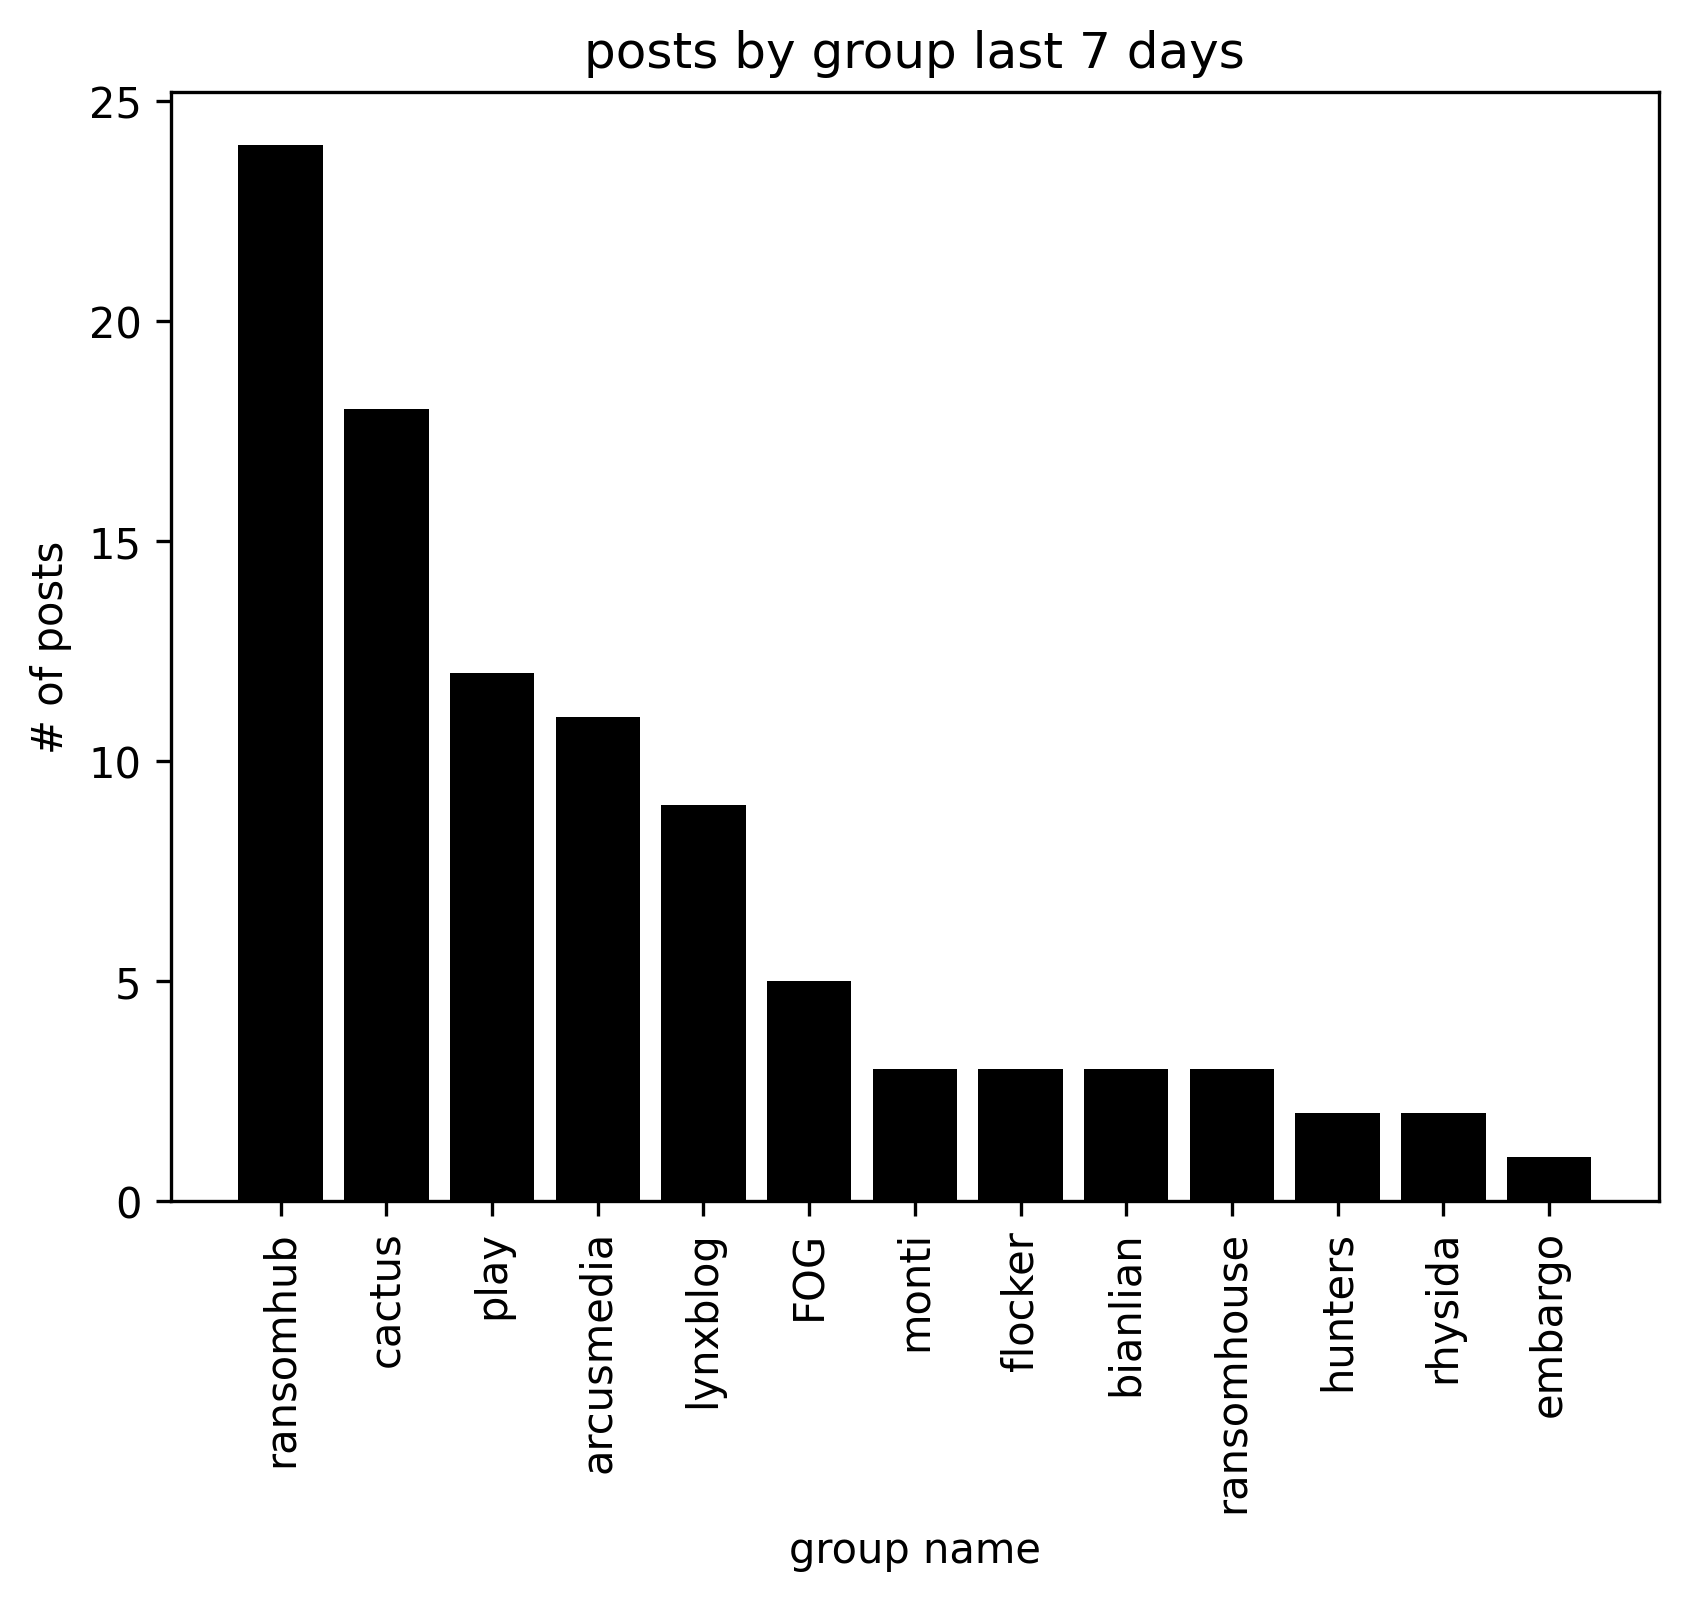 posts by group last 7 days
# of posts
25
20
15
10
5
0
ransomhub
cactus
play
arcusmedia
lynxblog
FOG
monti
flocker
bianlian
ransomhouse
hunters
rhysida
embargo
group name